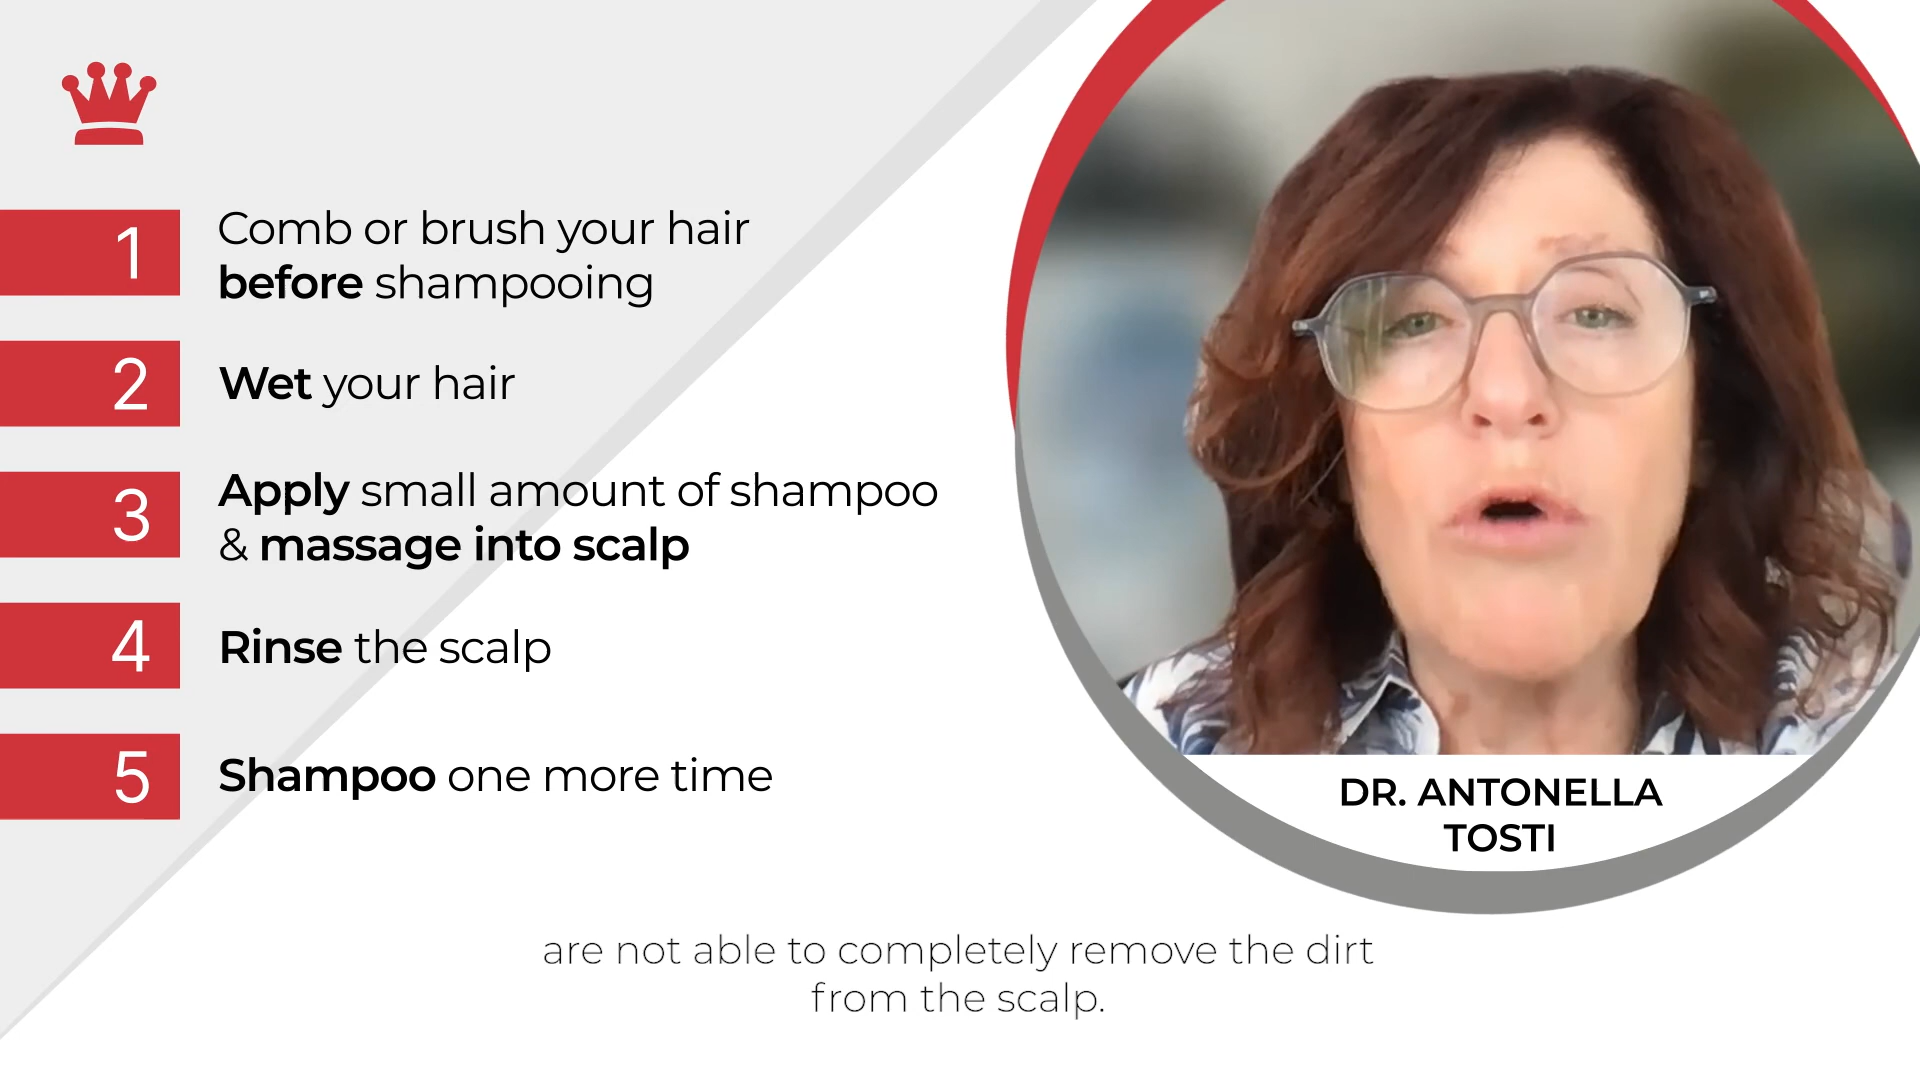 1
Comb or brush your hair
before shampooing
2
Wet your hair
3
Apply small amount of shampoo
& massage into scalp
4
Rinse the scalp
5
Shampoo one more time
DR. ANTONELLA
TOSTI
are not able to completely remove the dirt
from the scalp.